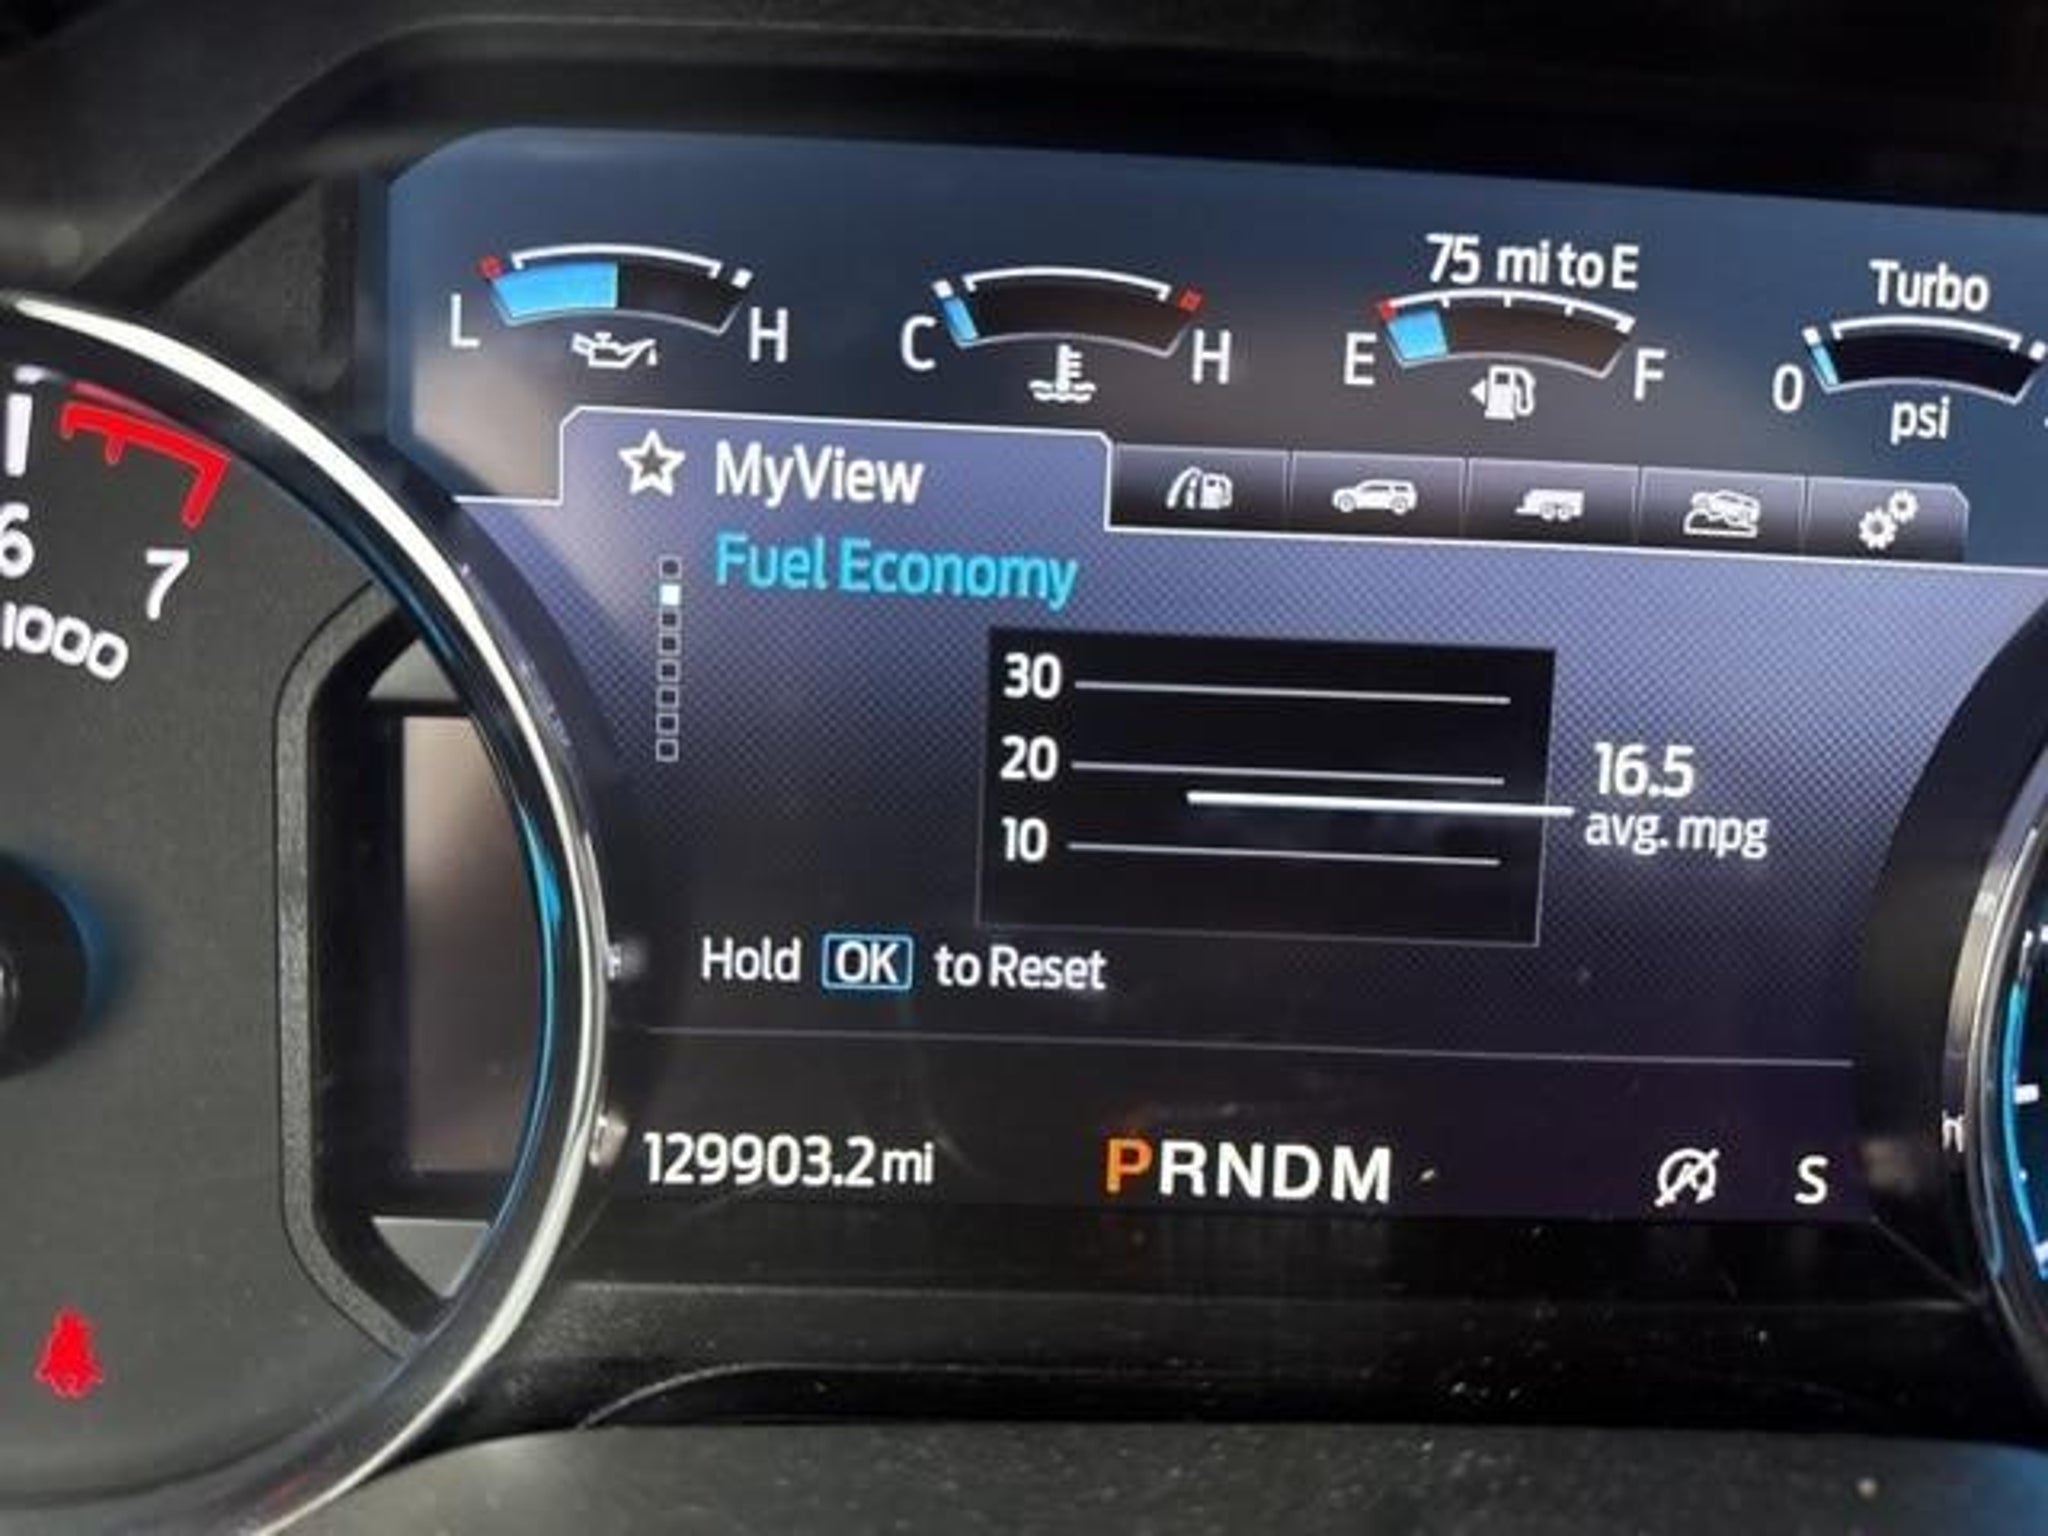 75 mi to E
Turbo
L H
C H
E F
0
psi
MyView
Fuel Economy
6 7
1000
30
20
10
16.5
avg. mpg
Hold OK to Reset
129903.2 mi
PRNDM
A
S